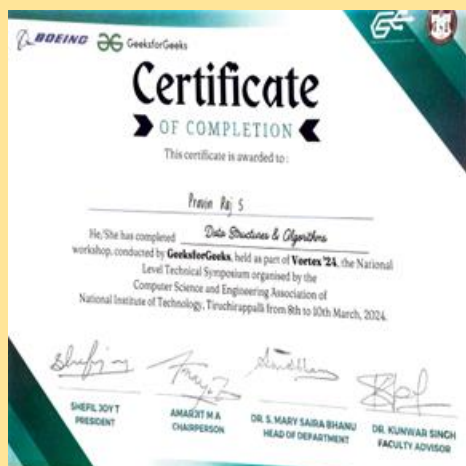 BOEING GeeksforGeeks
Certificate
OF COMPLETION
This certificate is awarded to :
Pravin Raj S
He/She has completed Data Structures & Algorithms
workshop, conducted by GeeksforGeeks, held as part of Vortex '24, the National
Level Technical Symposium organised by the
Computer Science and Engineering Association of
National Institute of Technology, Tiruchirappalli from 8th to 10th March, 2024.
SHEFIL JOY T
PRESIDENT
AMARJIT M A
CHAIRPERSON
DR. S. MARY SAIRA BHANU
HEAD OF DEPARTMENT
DR. KUNWAR SINGH
FACULTY ADVISOR